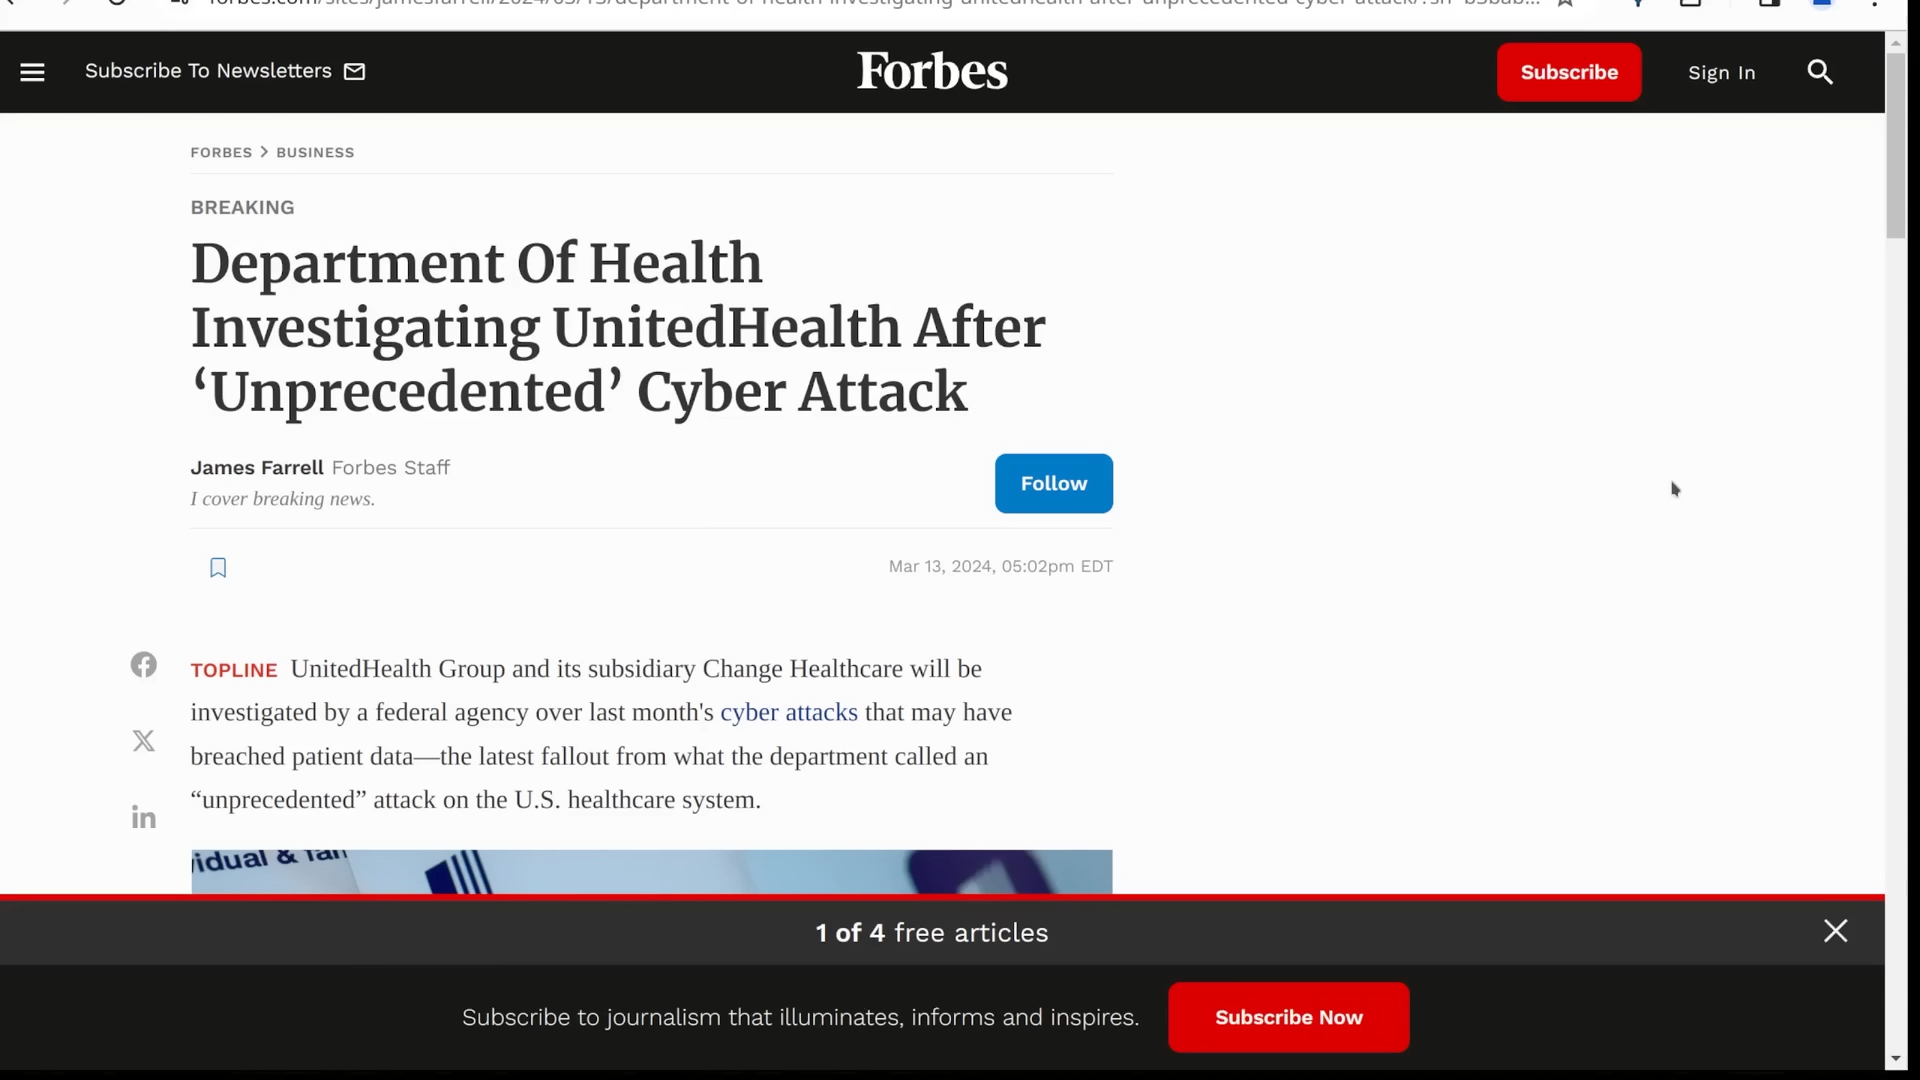 Subscribe To Newsletters
Forbes
Subscribe
Sign In
FORBES > BUSINESS
BREAKING
Department Of Health
Investigating UnitedHealth After
‘Unprecedented’ Cyber Attack
James Farrell Forbes Staff
I cover breaking news.
Follow
Mar 13, 2024, 05:02pm EDT
TOPLINE UnitedHealth Group and its subsidiary Change Healthcare will be
investigated by a federal agency over last month's cyber attacks that may have
breached patient data—the latest fallout from what the department called an
“unprecedented” attack on the U.S. healthcare system.
1 of 4 free articles
Subscribe to journalism that illuminates, informs and inspires.
Subscribe Now